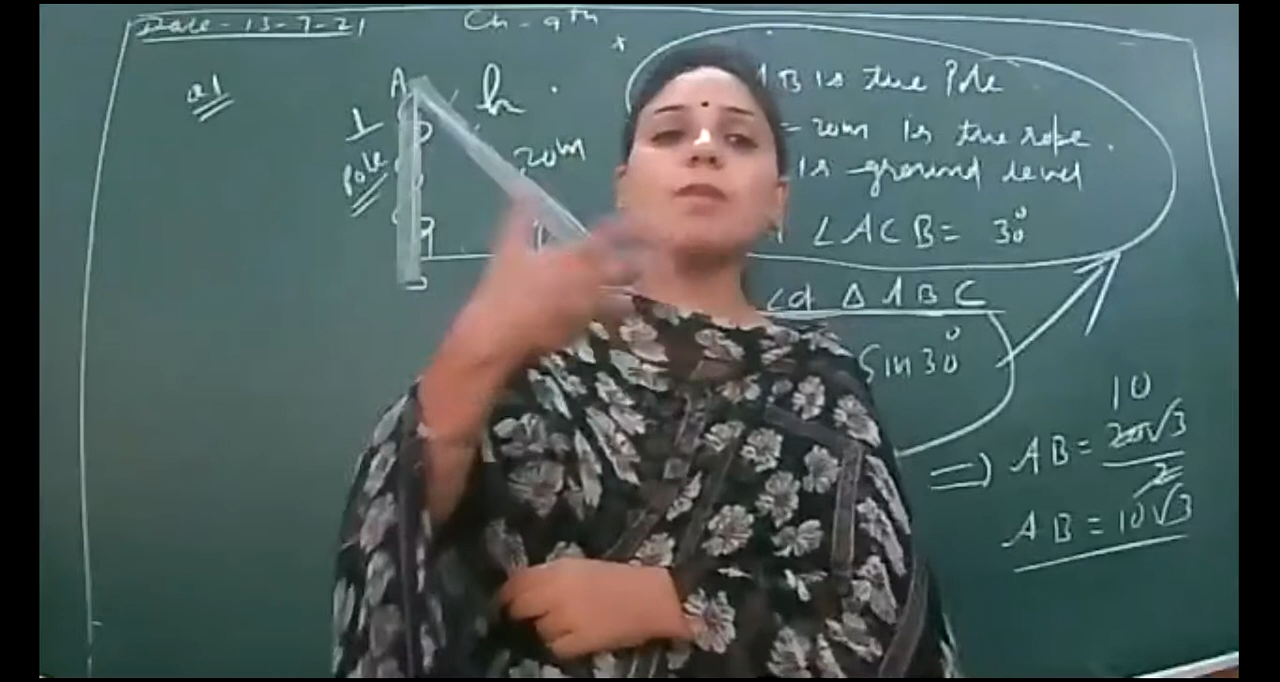 Date - 13-7-21
Ch - 9th
Q1
A
h
I
Pole
20m
B is the Pole
= 20m is the rope.
is ground level
∠ACB = 30°
∆ ABC
Sin 30°
10
⇒ AB = 20√3
2
AB = 10√3